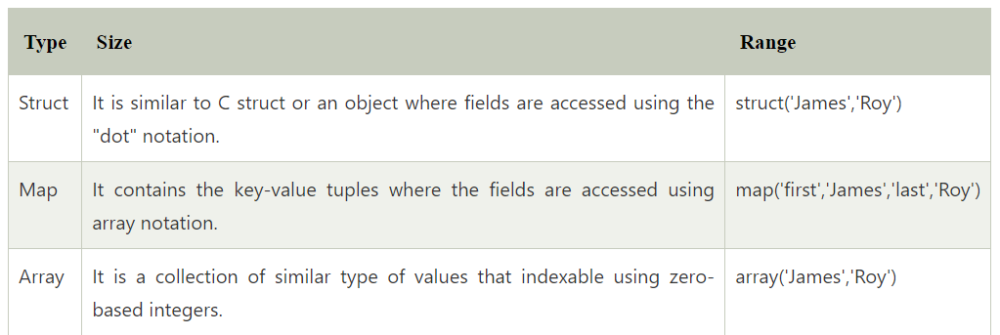 Type Size Range
Struct It is similar to C struct or an object where fields are accessed using the struct('James','Roy')
"dot" notation.
Map It contains the key-value tuples where the fields are accessed using map('first','James','last','Roy')
array notation.
Array It is a collection of similar type of values that indexable using zero- array('James','Roy')
based integers.